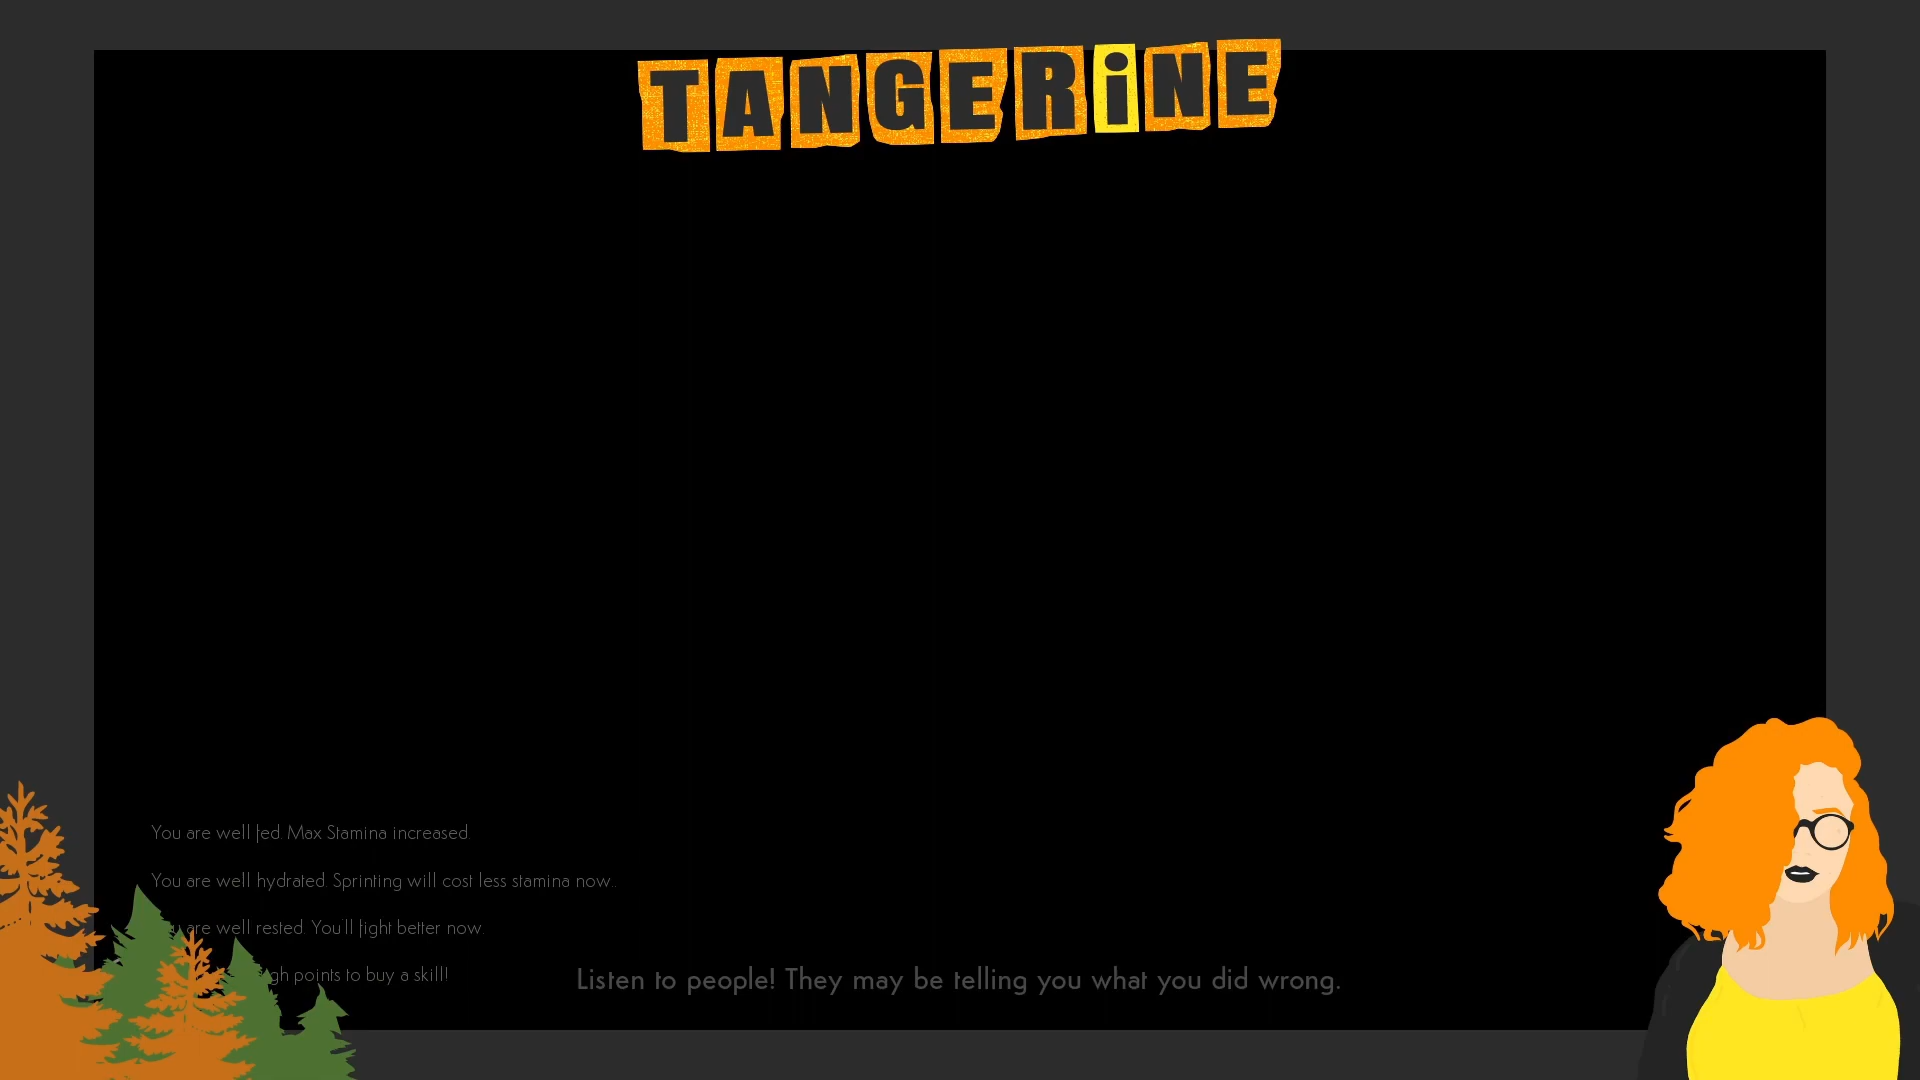 TANGERiNE
You are well fed. Max Stamina increased.
You are well hydrated. Sprinting will cost less stamina now..
are well rested. You'll fight better now.
points to buy a skill!
Listen to people! They may be telling you what you did wrong.